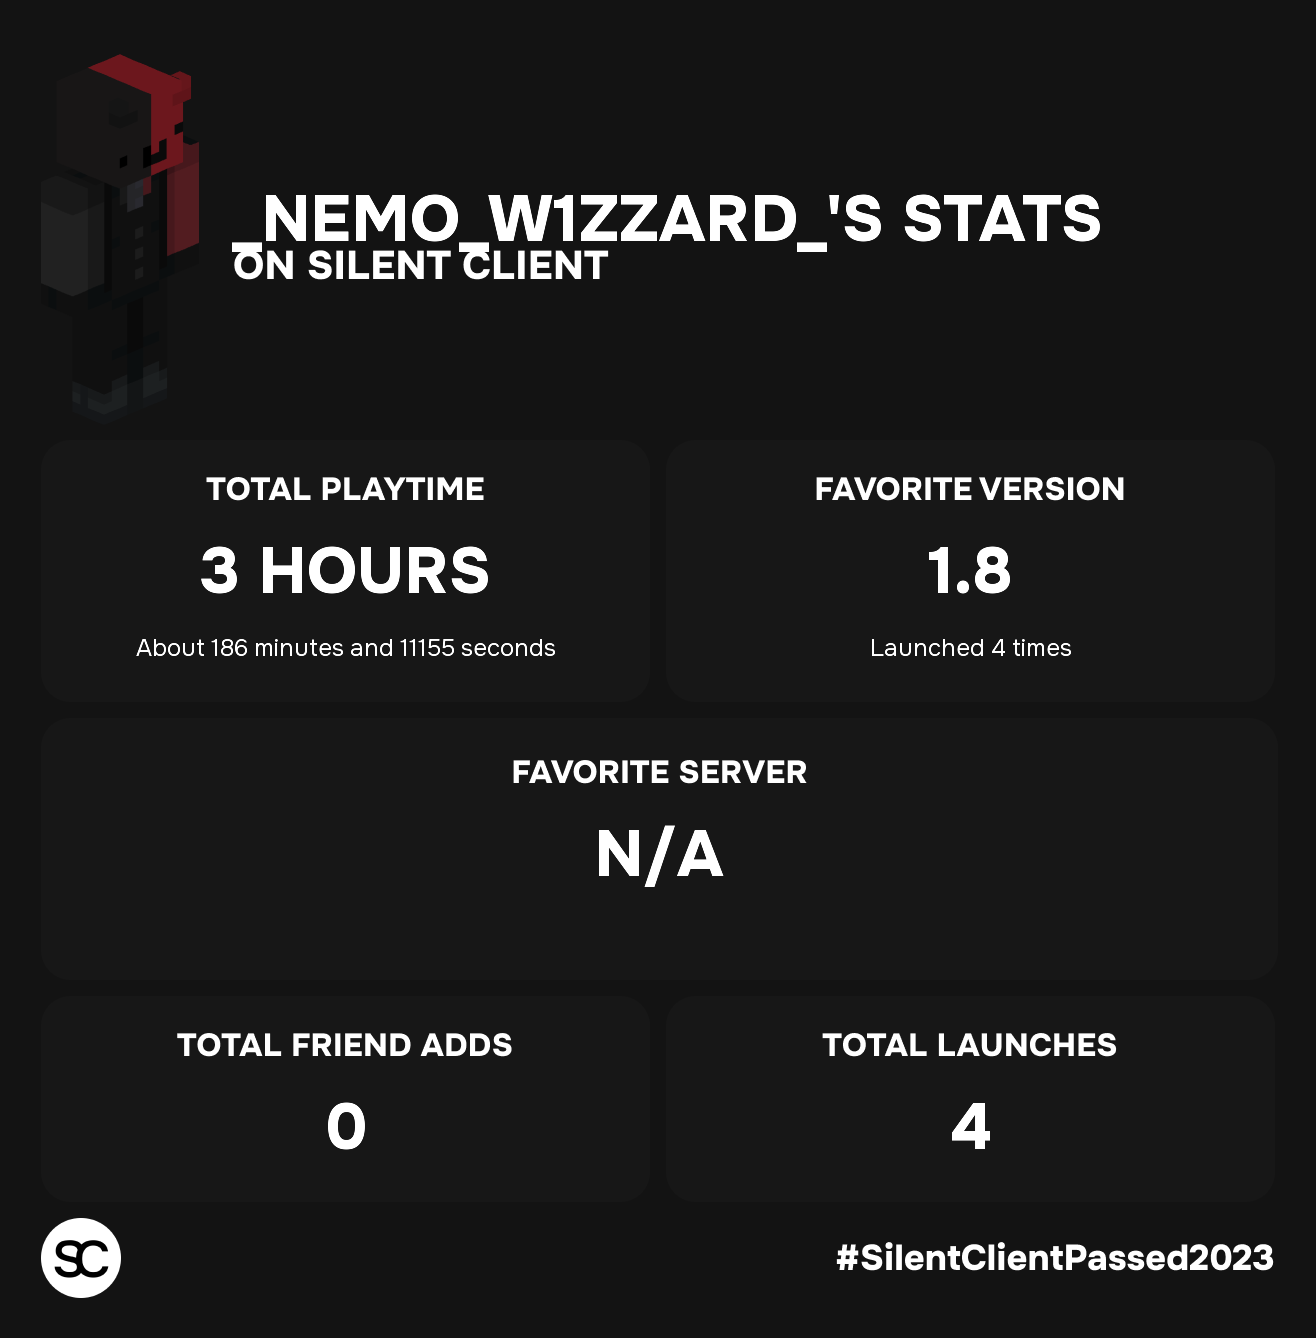 _NEMO_W1ZZARD_'S STATS
ON SILENT CLIENT
TOTAL PLAYTIME
3 HOURS
About 186 minutes and 11155 seconds
FAVORITE VERSION
1.8
Launched 4 times
FAVORITE SERVER
N/A
TOTAL FRIEND ADDS
0
TOTAL LAUNCHES
4
SC
#SilentClientPassed2023